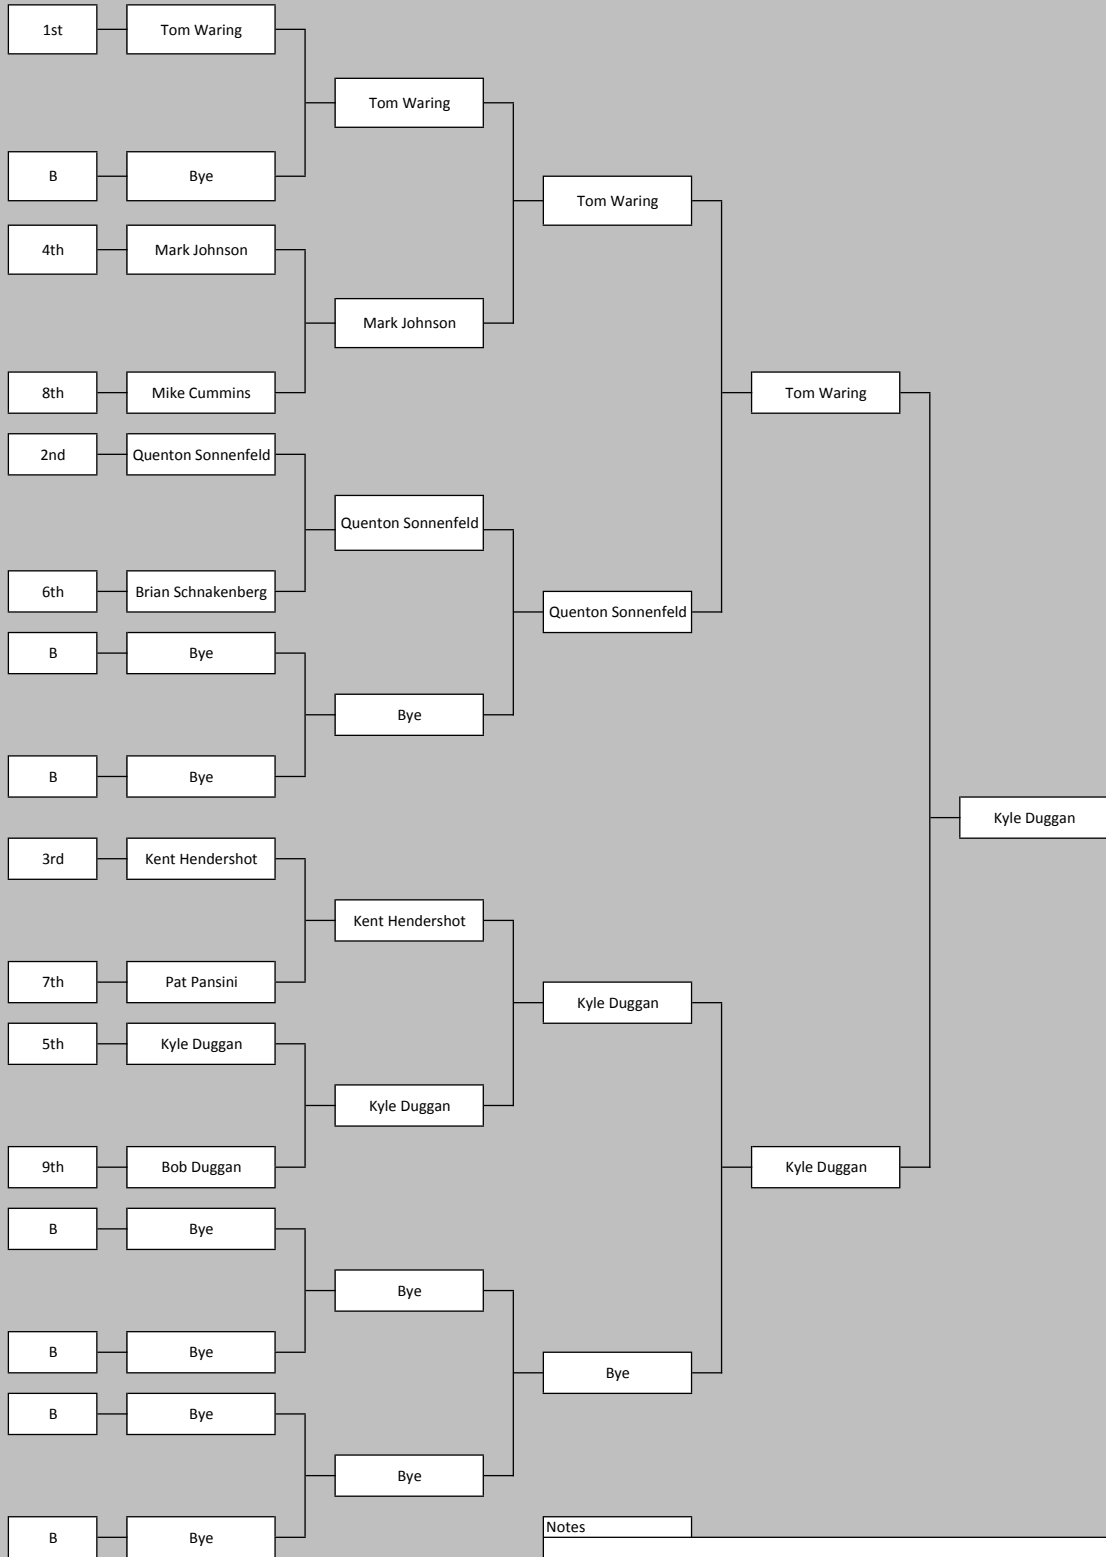 1st
Tom Waring
Tom Waring
B
Bye
Tom Waring
4th
Mark Johnson
Mark Johnson
8th
Mike Cummins
Tom Waring
2nd
Quenton Sonnenfeld
Quenton Sonnenfeld
6th
Brian Schnakenberg
Quenton Sonnenfeld
B
Bye
Bye
B
Bye
Kyle Duggan
3rd
Kent Hendershot
Kent Hendershot
7th
Pat Pansini
Kyle Duggan
5th
Kyle Duggan
Kyle Duggan
9th
Bob Duggan
Kyle Duggan
B
Bye
Bye
B
Bye
Bye
B
Bye
Bye
B
Bye
Notes